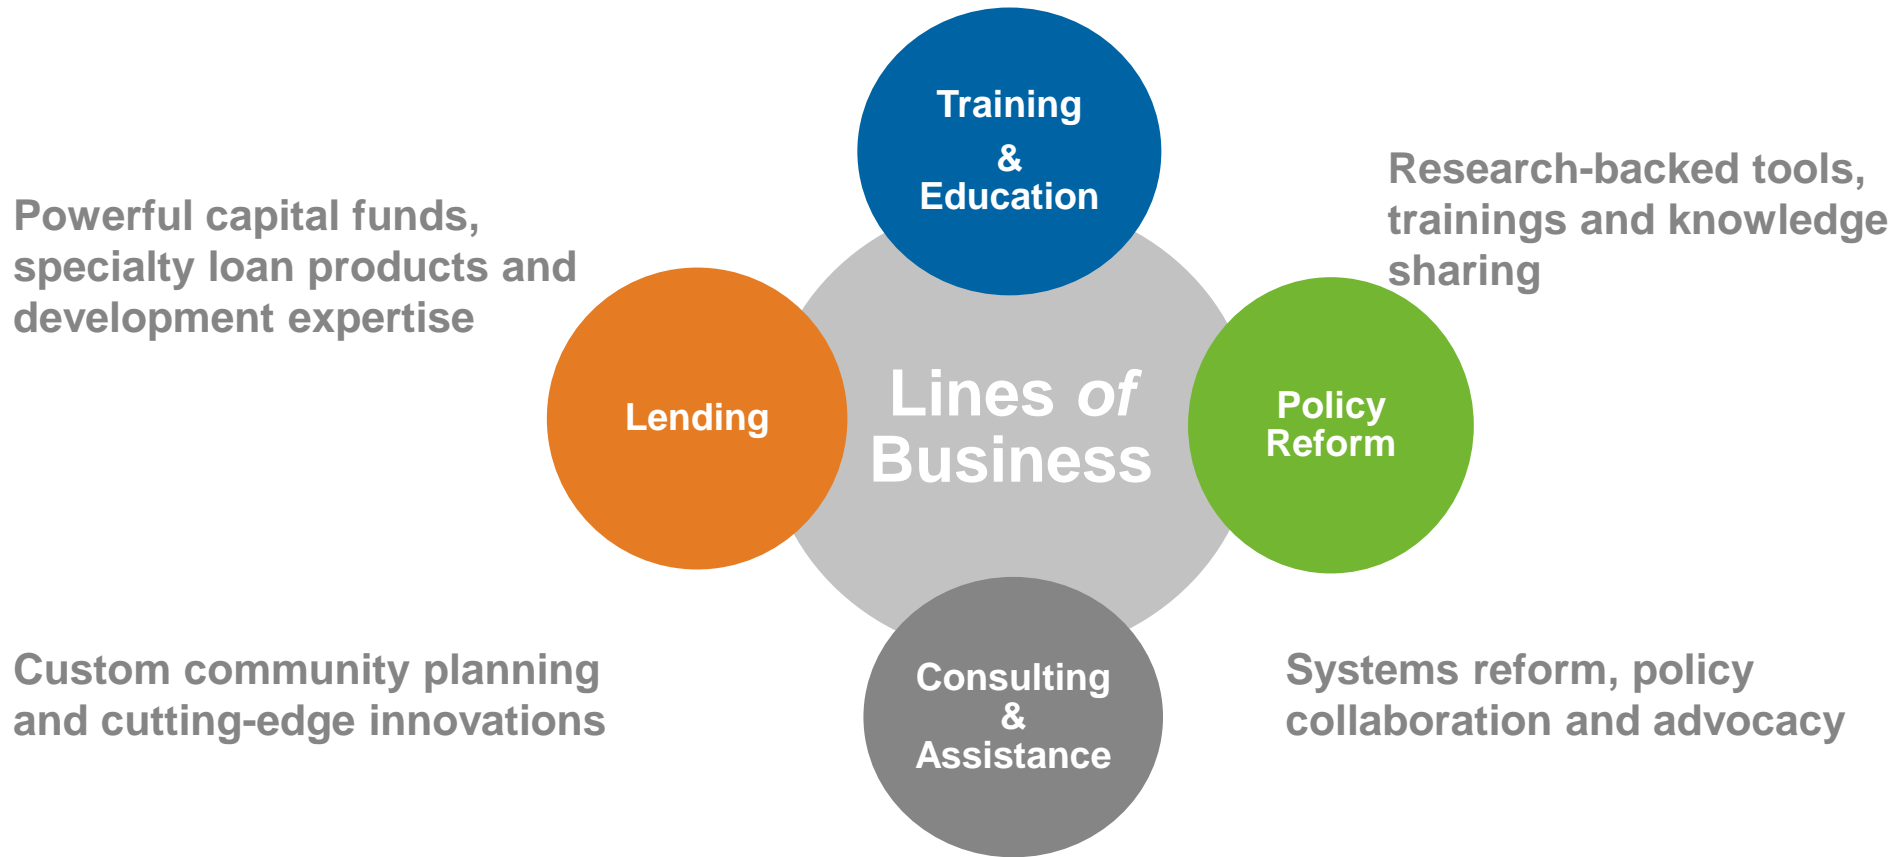 Training
&
Education
Research-backed tools,
trainings and knowledge
sharing
Powerful capital funds,
specialty loan products and
development expertise
Lending
Lines of
Business
Policy
Reform
Custom community planning
and cutting-edge innovations
Consulting
&
Assistance
Systems reform, policy
collaboration and advocacy